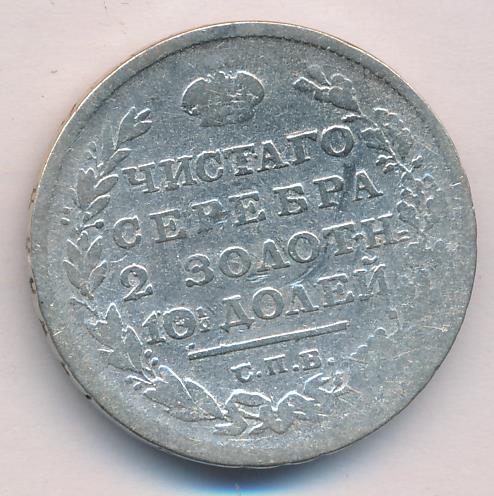 ЧИСТАГО
СЕРЕБРА
2 ЗОЛОТН.
10½ ДОЛЕЙ
С.П.Б.